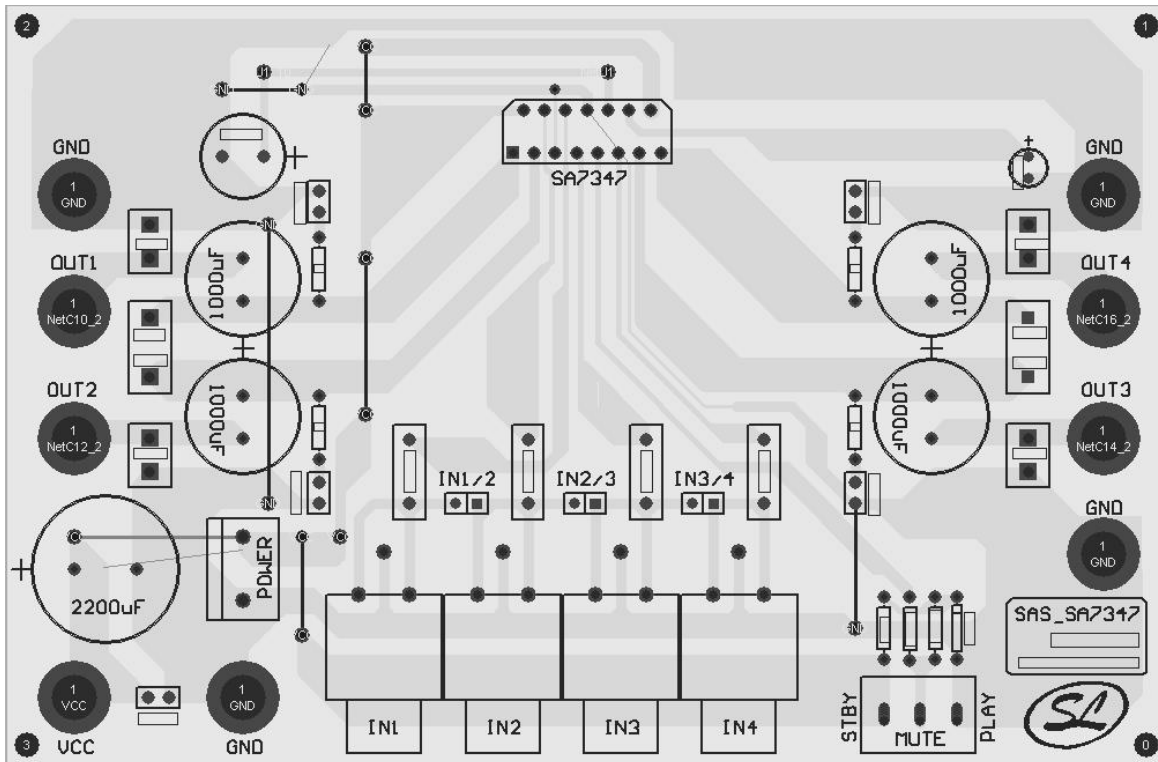 2
1
GND
1
GND
SA7347
GND
1
GND
OUT1
1
NetC10_2
1000uF
1000uF
OUT4
1
NetC16_2
OUT2
1
NetC12_2
1000uF
1000uF
OUT3
1
NetC14_2
IN1/2
IN2/3
IN3/4
GND
1
GND
2200uF
POWER
SAS_SA7347
1
VCC
VCC
1
GND
GND
IN1
IN2
IN3
IN4
STBY
MUTE
PLAY
SL
3
0